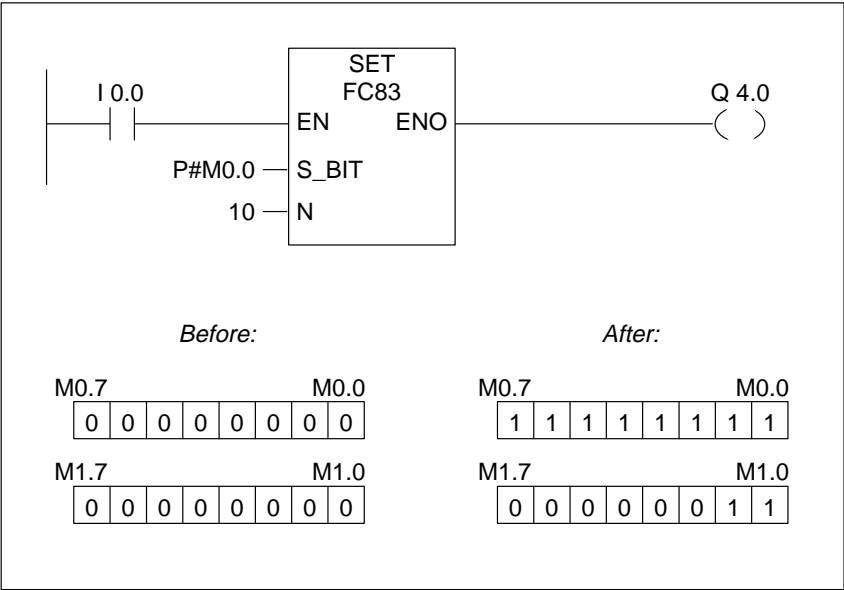 SET
I 0.0 FC83 Q 4.0
EN ENO
P#M0.0 S_BIT
10 N
Before: After:
M0.7 M0.0 M0.7 M0.0
0 0 0 0 0 0 0 0 1 1 1 1 1 1 1 1
M1.7 M1.0 M1.7 M1.0
0 0 0 0 0 0 0 0 0 0 0 0 0 0 1 1